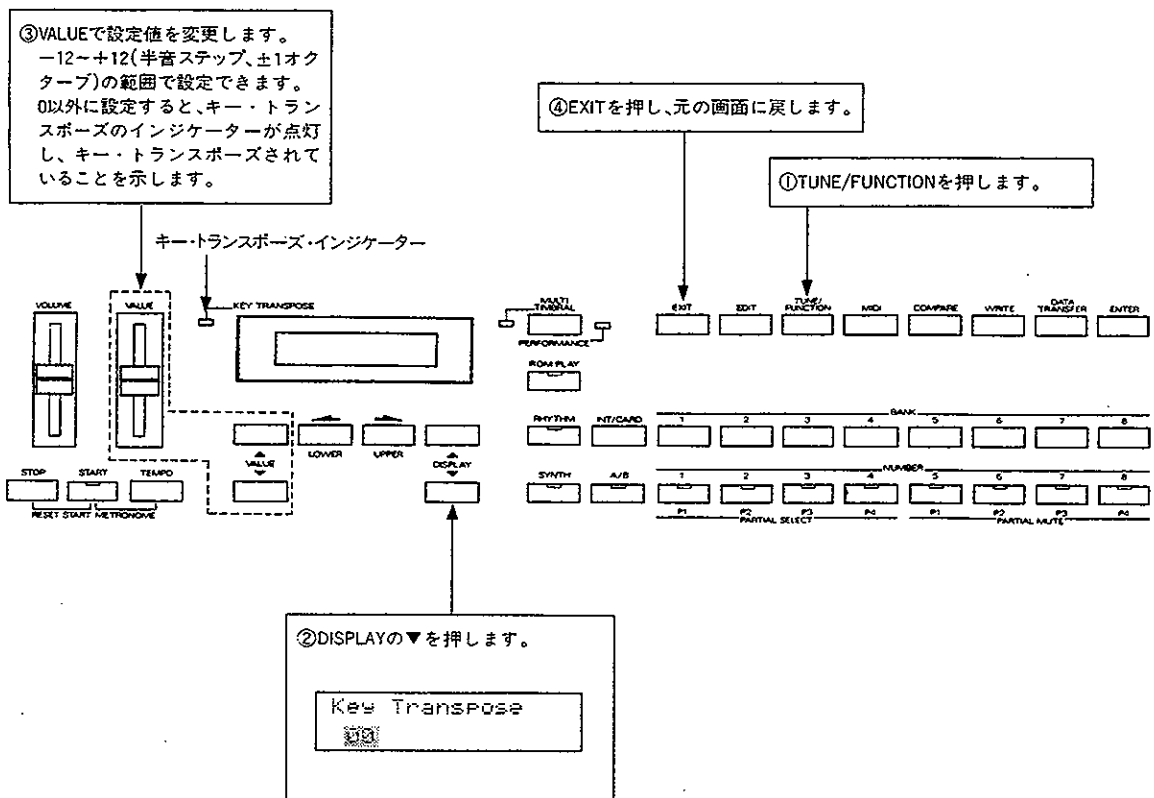 ③VALUEで設定値を変更します。
−12~+12(半音ステップ、±1オク
ターブ)の範囲で設定できます。
0以外に設定すると、キー・トラン
スポーズのインジケーターが点灯
し、キー・トランスポーズされて
いることを示します。
④EXITを押し、元の画面に戻します。
①TUNE/FUNCTIONを押します。
キー・トランスポーズ・インジケーター
VOLUME
VALUE
KEY TRANSPOSE
MULTI
TIMBRAL
PERFORMANCE
EXIT
EDIT
TUNE/
FUNCTION
MIDI
COMPARE
WRITE
DATA
TRANSFER
ENTER
ROM PLAY
VALUE
LOWER
UPPER
DISPLAY
RHYTHM
INT/CARD
BANK
1 2 3 4 5 6 7 8
STOP
START
TEMPO
RESET START METRONOME
SYNTH
A/B
NUMBER
1 2 3 4 5 6 7 8
P1 P2 P3 P4 P1 P2 P3 P4
PARTIAL SELECT
PARTIAL MUTE
②DISPLAYの▼を押します。
Key Transpose
00